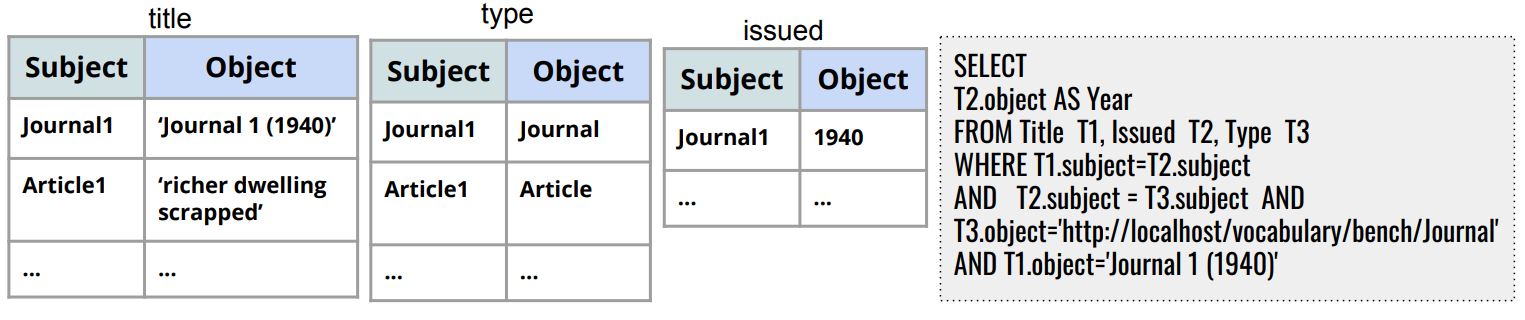 title
Subject Object
Journal1 ‘Journal 1 (1940)’
Article1 ‘richer dwelling
scrapped’
... ...
type
Subject Object
Journal1 Journal
Article1 Article
... ...
issued
Subject Object
Journal1 1940
... ...
SELECT
T2.object AS Year
FROM Title T1, Issued T2, Type T3
WHERE T1.subject=T2.subject
AND T2.subject = T3.subject AND
T3.object='http://localhost/vocabulary/bench/Journal'
AND T1.object='Journal 1 (1940)'